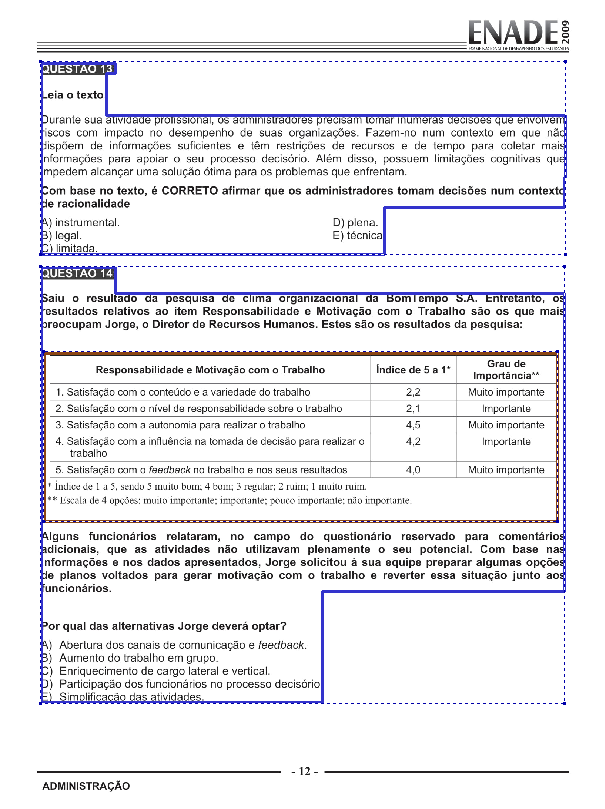 ENADE 2009
EXAME NACIONAL DE DESEMPENHO DOS ESTUDANTES
QUESTÃO 13
Leia o texto
Durante sua atividade profissional, os administradores precisam tomar inúmeras decisões que envolvem
riscos com impacto no desempenho de suas organizações. Fazem-no num contexto em que não
dispõem de informações suficientes e têm restrições de recursos e de tempo para coletar mais
informações para apoiar o seu processo decisório. Além disso, possuem limitações cognitivas que
impedem alcançar uma solução ótima para os problemas que enfrentam.
Com base no texto, é CORRETO afirmar que os administradores tomam decisões num contexto
de racionalidade
A) instrumental.
B) legal.
C) limitada.
D) plena.
E) técnica
QUESTÃO 14
Saiu o resultado da pesquisa de clima organizacional da BomTempo S.A. Entretanto, os
resultados relativos ao item Responsabilidade e Motivação com o Trabalho são os que mais
preocupam Jorge, o Diretor de Recursos Humanos. Estes são os resultados da pesquisa:
Responsabilidade e Motivação com o Trabalho Índice de 5 a 1* Grau de
Importância**
1. Satisfação com o conteúdo e a variedade do trabalho 2,2 Muito importante
2. Satisfação com o nível de responsabilidade sobre o trabalho 2,1 Importante
3. Satisfação com a autonomia para realizar o trabalho 4,5 Muito importante
4. Satisfação com a influência na tomada de decisão para realizar o 4,2 Importante
trabalho
5. Satisfação com o feedback no trabalho e nos seus resultados 4,0 Muito importante
* Índice de 1 a 5, sendo 5 muito bom; 4 bom; 3 regular; 2 ruim; 1 muito ruim.
** Escala de 4 opções: muito importante; importante; pouco importante; não importante.
Alguns funcionários relataram, no campo do questionário reservado para comentários
adicionais, que as atividades não utilizavam plenamente o seu potencial. Com base nas
informações e nos dados apresentados, Jorge solicitou à sua equipe preparar algumas opções
de planos voltados para gerar motivação com o trabalho e reverter essa situação junto aos
funcionários.
Por qual das alternativas Jorge deverá optar?
A) Abertura dos canais de comunicação e feedback.
B) Aumento do trabalho em grupo.
C) Enriquecimento de cargo lateral e vertical.
D) Participação dos funcionários no processo decisório
E) Simplificação das atividades.
- 12 -
ADMINISTRAÇÃO